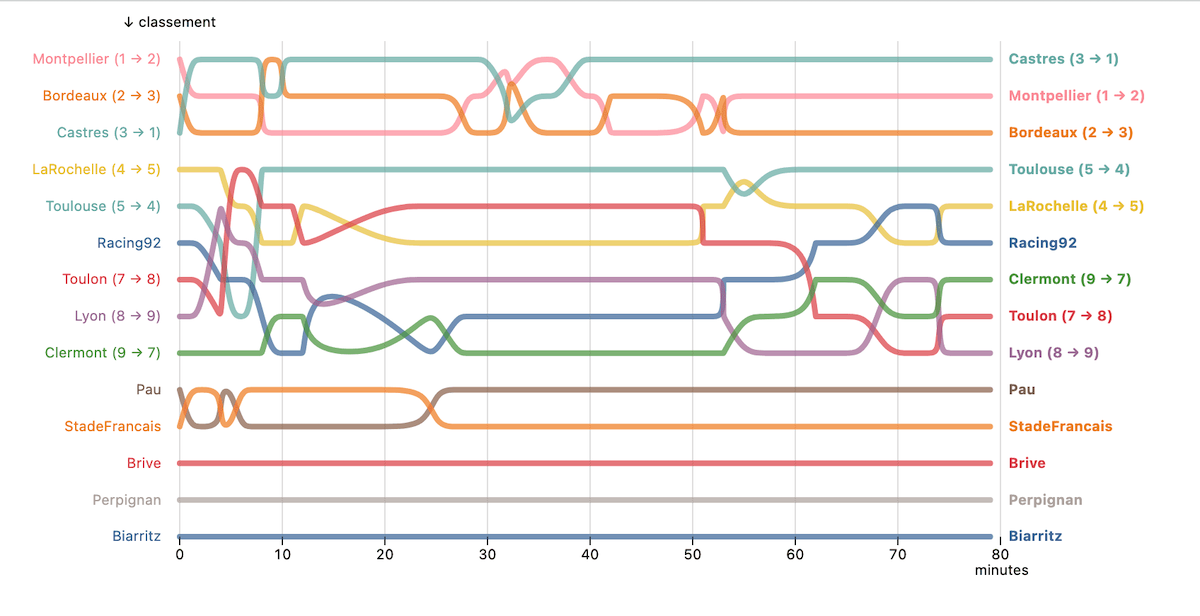 ↓ classement
Montpellier (1 → 2)
Bordeaux (2 → 3)
Castres (3 → 1)
LaRochelle (4 → 5)
Toulouse (5 → 4)
Racing92
Toulon (7 → 8)
Lyon (8 → 9)
Clermont (9 → 7)
Pau
StadeFrancais
Brive
Perpignan
Biarritz
Castres (3 → 1)
Montpellier (1 → 2)
Bordeaux (2 → 3)
Toulouse (5 → 4)
LaRochelle (4 → 5)
Racing92
Clermont (9 → 7)
Toulon (7 → 8)
Lyon (8 → 9)
Pau
StadeFrancais
Brive
Perpignan
Biarritz
0 10 20 30 40 50 60 70 80
minutes